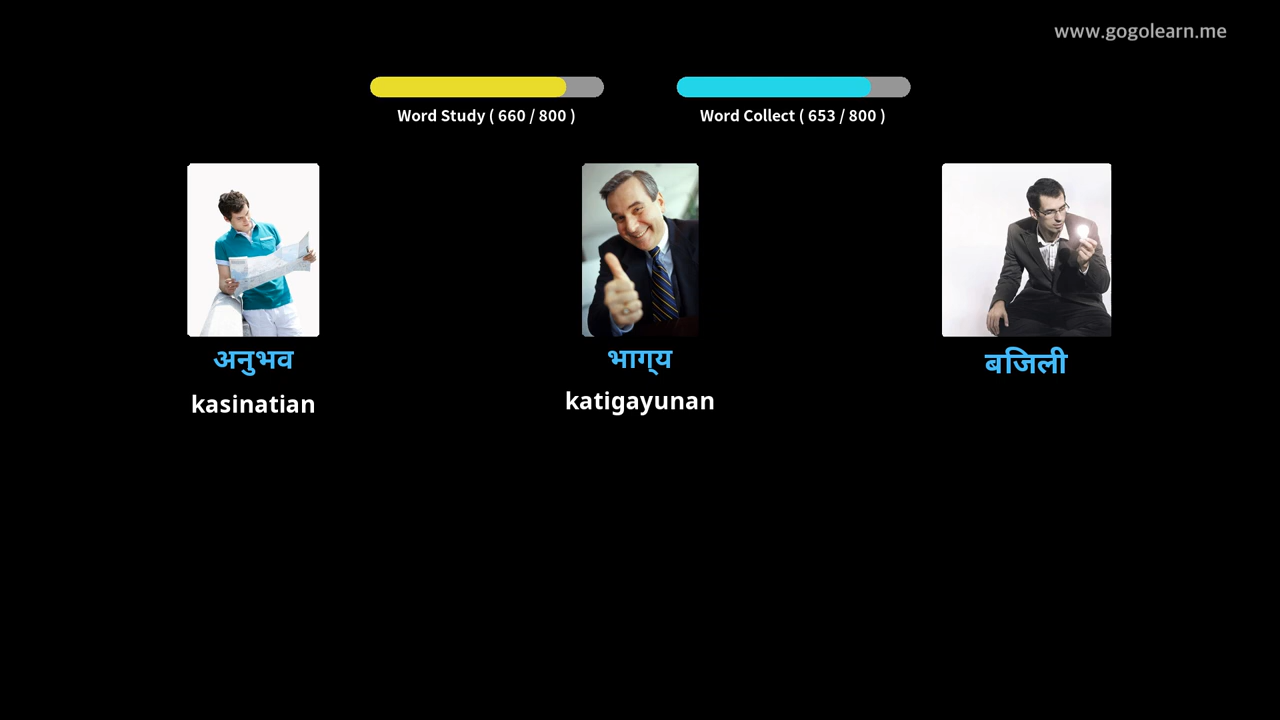 www.gogolearn.me
Word Study ( 660 / 800 )
Word Collect ( 653 / 800 )
अनुभव
भाग्‌य
बजिली
kasinatian
katigayunan